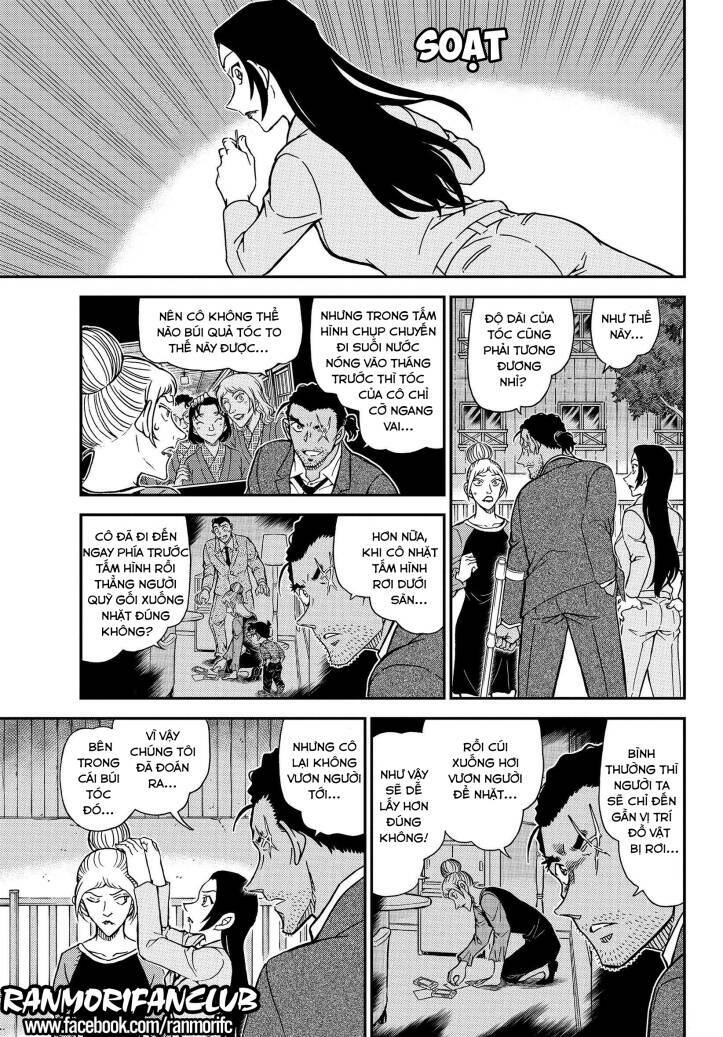 SOẠT
NHƯ THẾ
NÀY...
ĐỘ DÀI CỦA
TÓC CŨNG
PHẢI TƯƠNG
ĐƯƠNG
NHỈ?
NHƯNG TRONG TẤM
HÌNH CHỤP CHUYẾN
ĐI SUỐI NƯỚC
NÓNG VÀO THÁNG
TRƯỚC THÌ TÓC
CỦA CÔ CHỈ
CỠ NGANG
VAI...
NÊN CÔ KHÔNG THỂ
NÀO BÚI QUẢ TÓC TO
THẾ NÀY ĐƯỢC...
HƠN NỮA,
KHI CÔ NHẶT
TẤM HÌNH
RƠI DƯỚI
SÀN...
CÔ ĐÃ ĐI ĐẾN
NGAY PHÍA TRƯỚC
TẤM HÌNH RỒI
THẲNG NGƯỜI
QUỲ GỐI XUỐNG
NHẶT ĐÚNG
KHÔNG?
BÌNH
THƯỜNG THÌ
NGƯỜI TA
SẼ CHỈ ĐẾN
GẦN VỊ TRÍ
ĐỒ VẬT
BỊ RƠI...
RỒI CÚI
XUỐNG HƠI
VƯƠN NGƯỜI
ĐỂ NHẶT...
NHƯ VẬY
SẼ DỄ
LẤY HƠN
ĐÚNG
KHÔNG!
NHƯNG CÔ
LẠI KHÔNG
VƯƠN NGƯỜI
TỚI...
VÌ VẬY
CHÚNG TÔI
ĐÃ ĐOÁN
RA...
BÊN
TRONG
CÁI BÚI
TÓC
ĐÓ...
RANMORIFANCLUB
www.facebook.com/ranmorifc